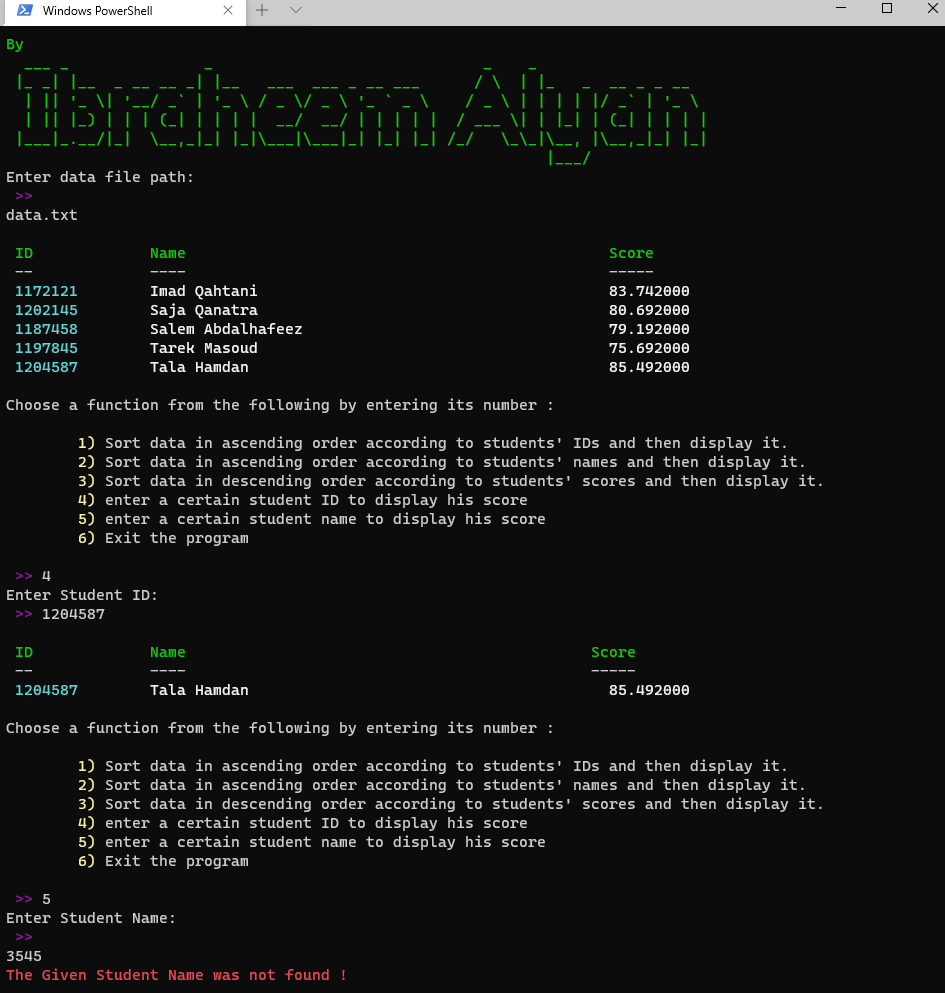 Windows PowerShell
By
Ibraheem Alyan
Enter data file path:
>>
data.txt
ID Name Score
-- ---- -----
1172121 Imad Qahtani 83.742000
1202145 Saja Qanatra 80.692000
1187458 Salem Abdalhafeez 79.192000
1197845 Tarek Masoud 75.692000
1204587 Tala Hamdan 85.492000
Choose a function from the following by entering its number :
1) Sort data in ascending order according to students' IDs and then display it.
2) Sort data in ascending order according to students' names and then display it.
3) Sort data in descending order according to students' scores and then display it.
4) enter a certain student ID to display his score
5) enter a certain student name to display his score
6) Exit the program
>> 4
Enter Student ID:
>> 1204587
ID Name Score
-- ---- -----
1204587 Tala Hamdan 85.492000
Choose a function from the following by entering its number :
1) Sort data in ascending order according to students' IDs and then display it.
2) Sort data in ascending order according to students' names and then display it.
3) Sort data in descending order according to students' scores and then display it.
4) enter a certain student ID to display his score
5) enter a certain student name to display his score
6) Exit the program
>> 5
Enter Student Name:
>>
3545
The Given Student Name was not found !